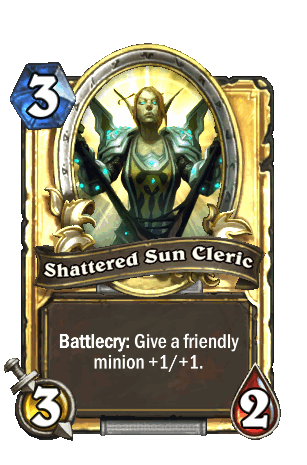 3
Shattered Sun Cleric
Battlecry: Give a friendly
minion +1/+1.
3
2